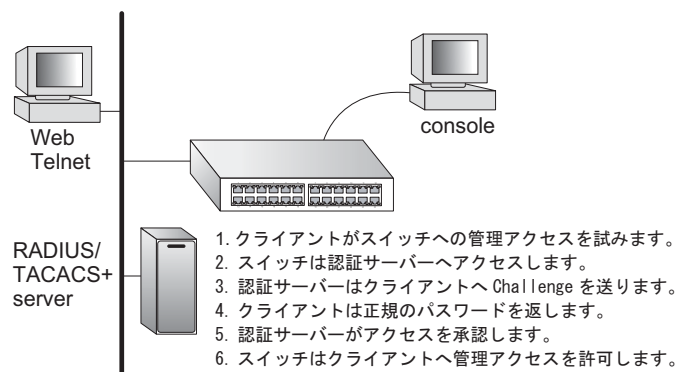 Web
Telnet
console
RADIUS/
TACACS+
server
1. クライアントがスイッチへの管理アクセスを試みます。
2. スイッチは認証サーバーへアクセスします。
3. 認証サーバーはクライアントへ Challenge を送ります。
4. クライアントは正規のパスワードを返します。
5. 認証サーバーがアクセスを承認します。
6. スイッチはクライアントへ管理アクセスを許可します。